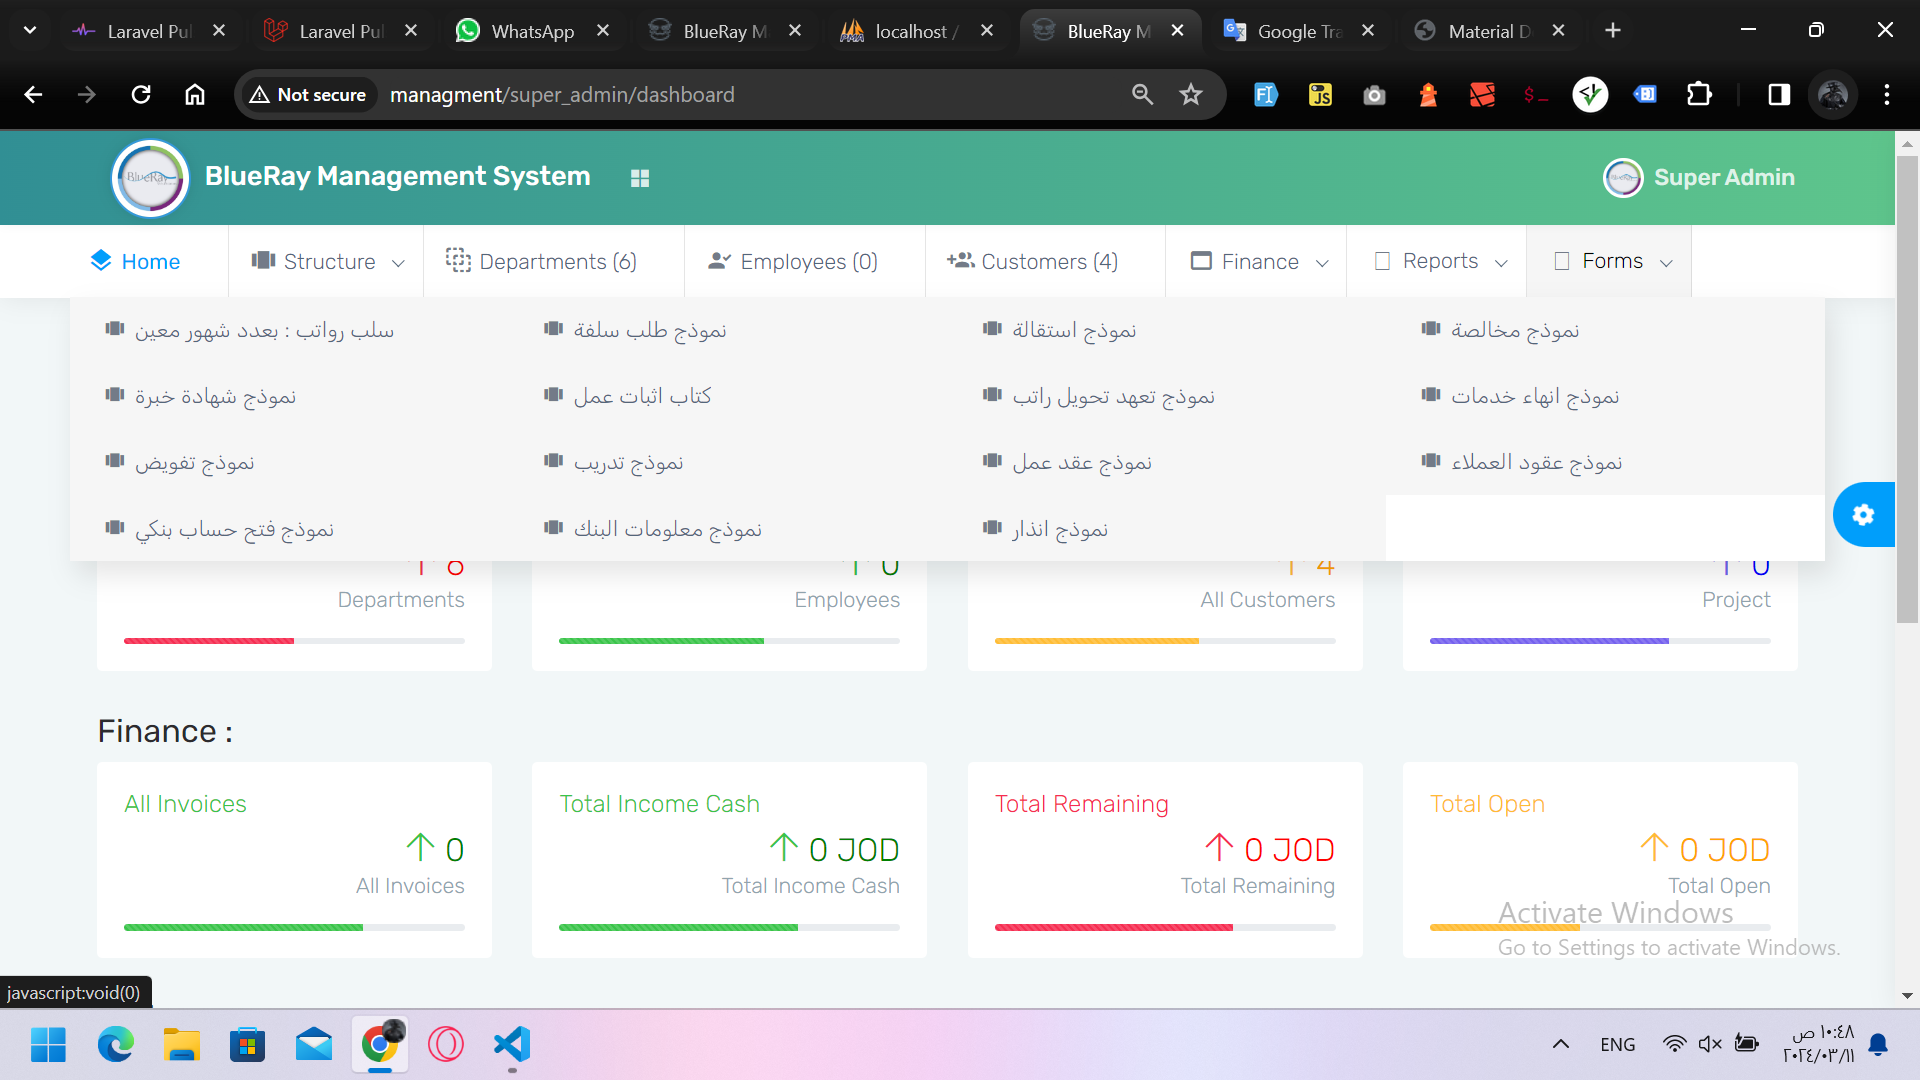 Laravel Pul
Laravel Pul
WhatsApp
BlueRay M
localhost /
BlueRay M
Google Tra
Material D
Not secure
managment/super_admin/dashboard
BlueRay
BlueRay Management System
Super Admin
Home
Structure
Departments (6)
Employees (0)
Customers (4)
Finance
Reports
Forms
سلب رواتب : بعدد شهور معين
نموذج طلب سلفة
نموذج استقالة
نموذج مخالصة
نموذج شهادة خبرة
كتاب اثبات عمل
نموذج تعهد تحويل راتب
نموذج انهاء خدمات
نموذج تفويض
نموذج تدريب
نموذج عقد عمل
نموذج عقود العملاء
نموذج فتح حساب بنكي
نموذج معلومات البنك
نموذج انذار
6
0
4
0
Departments
Employees
All Customers
Project
Finance :
All Invoices
0
All Invoices
Total Income Cash
0 JOD
Total Income Cash
Total Remaining
0 JOD
Total Remaining
Total Open
0 JOD
Total Open
Activate Windows
Go to Settings to activate Windows.
javascript:void(0)
ENG
١٠:٤٨ ص
٢٠٢٤/٠٣/١١